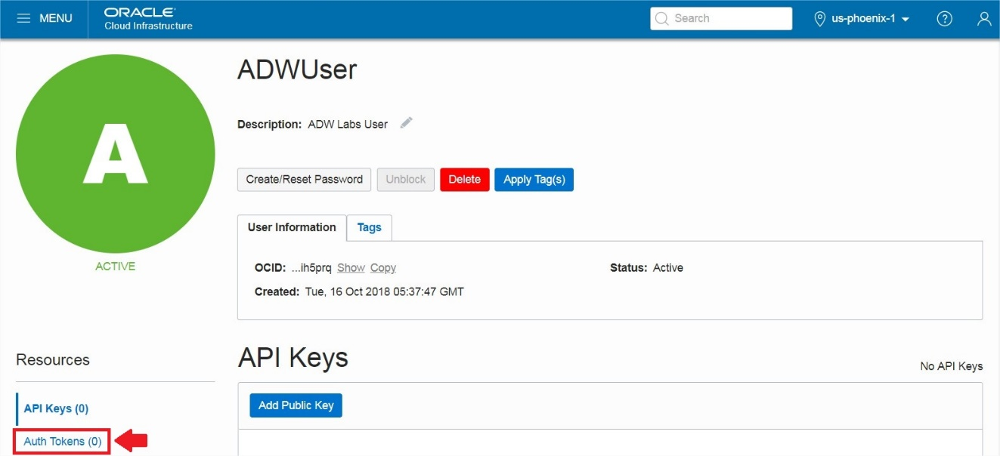 MENU
ORACLE
Cloud Infrastructure
Search
us-phoenix-1
?
A
ACTIVE
ADWUser
Description: ADW Labs User
Create/Reset Password
Unblock
Delete
Apply Tag(s)
User Information
Tags
OCID: ...ih5prq Show Copy
Status: Active
Created: Tue, 16 Oct 2018 05:37:47 GMT
Resources
API Keys (0)
Auth Tokens (0)
API Keys
No API Keys
Add Public Key